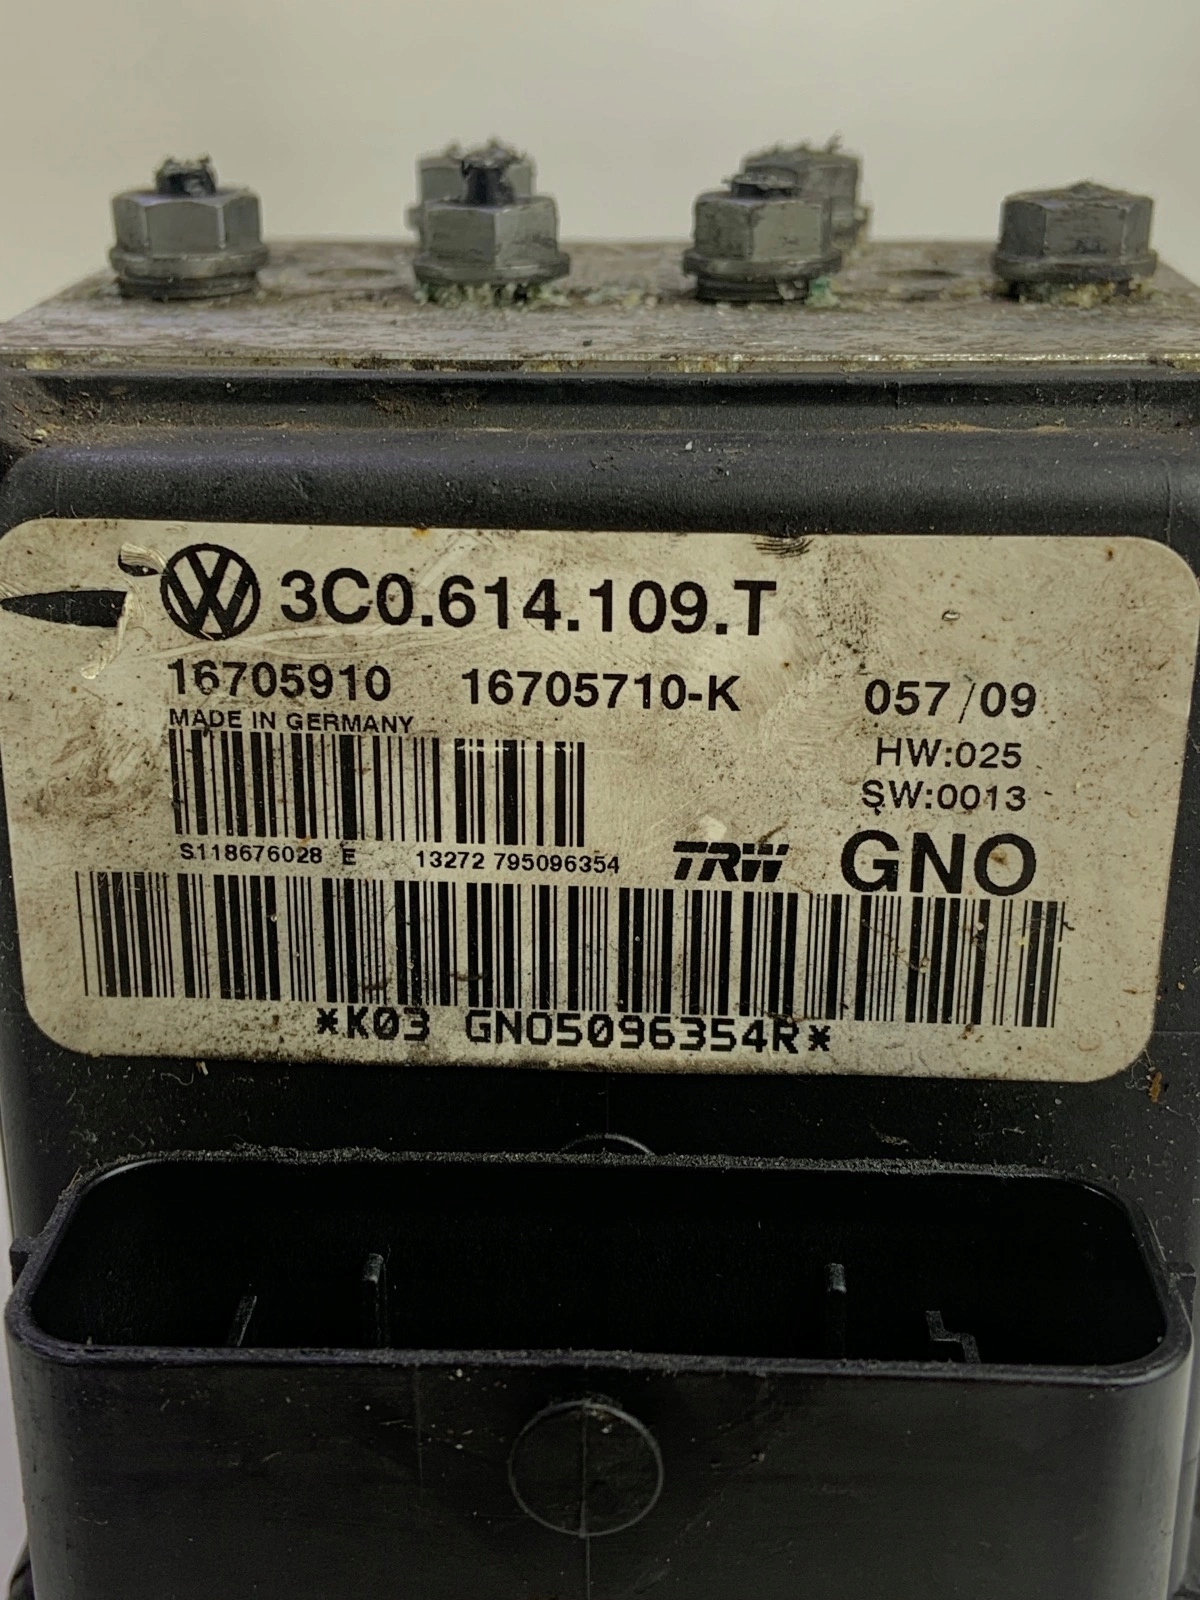 3C0.614.109.T
16705910 16705710-K 057/09
MADE IN GERMANY
HW:025
SW:0013
S118676028 E 13272 795096354
TRW GNO
*K03 GNO5096354R*